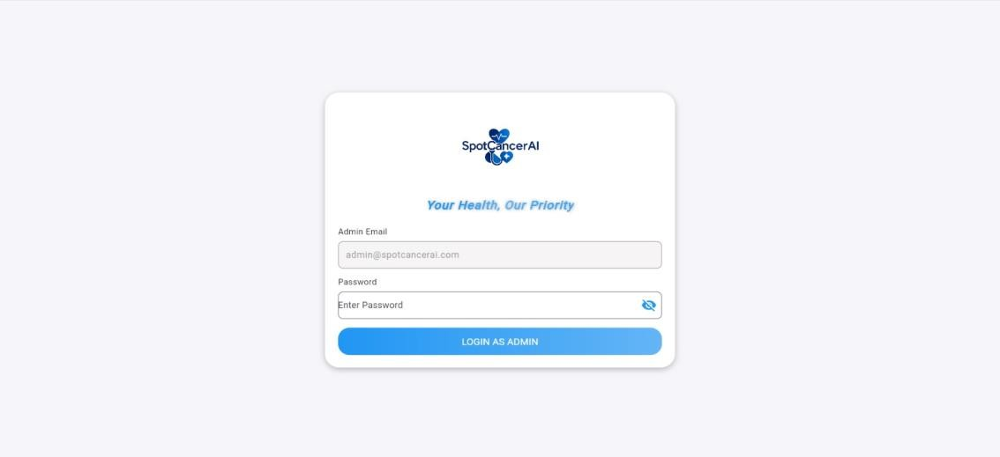 SpotCancerAI
Your Health, Our Priority
Admin Email
admin@spotcancerai.com
Password
Enter Password
LOGIN AS ADMIN